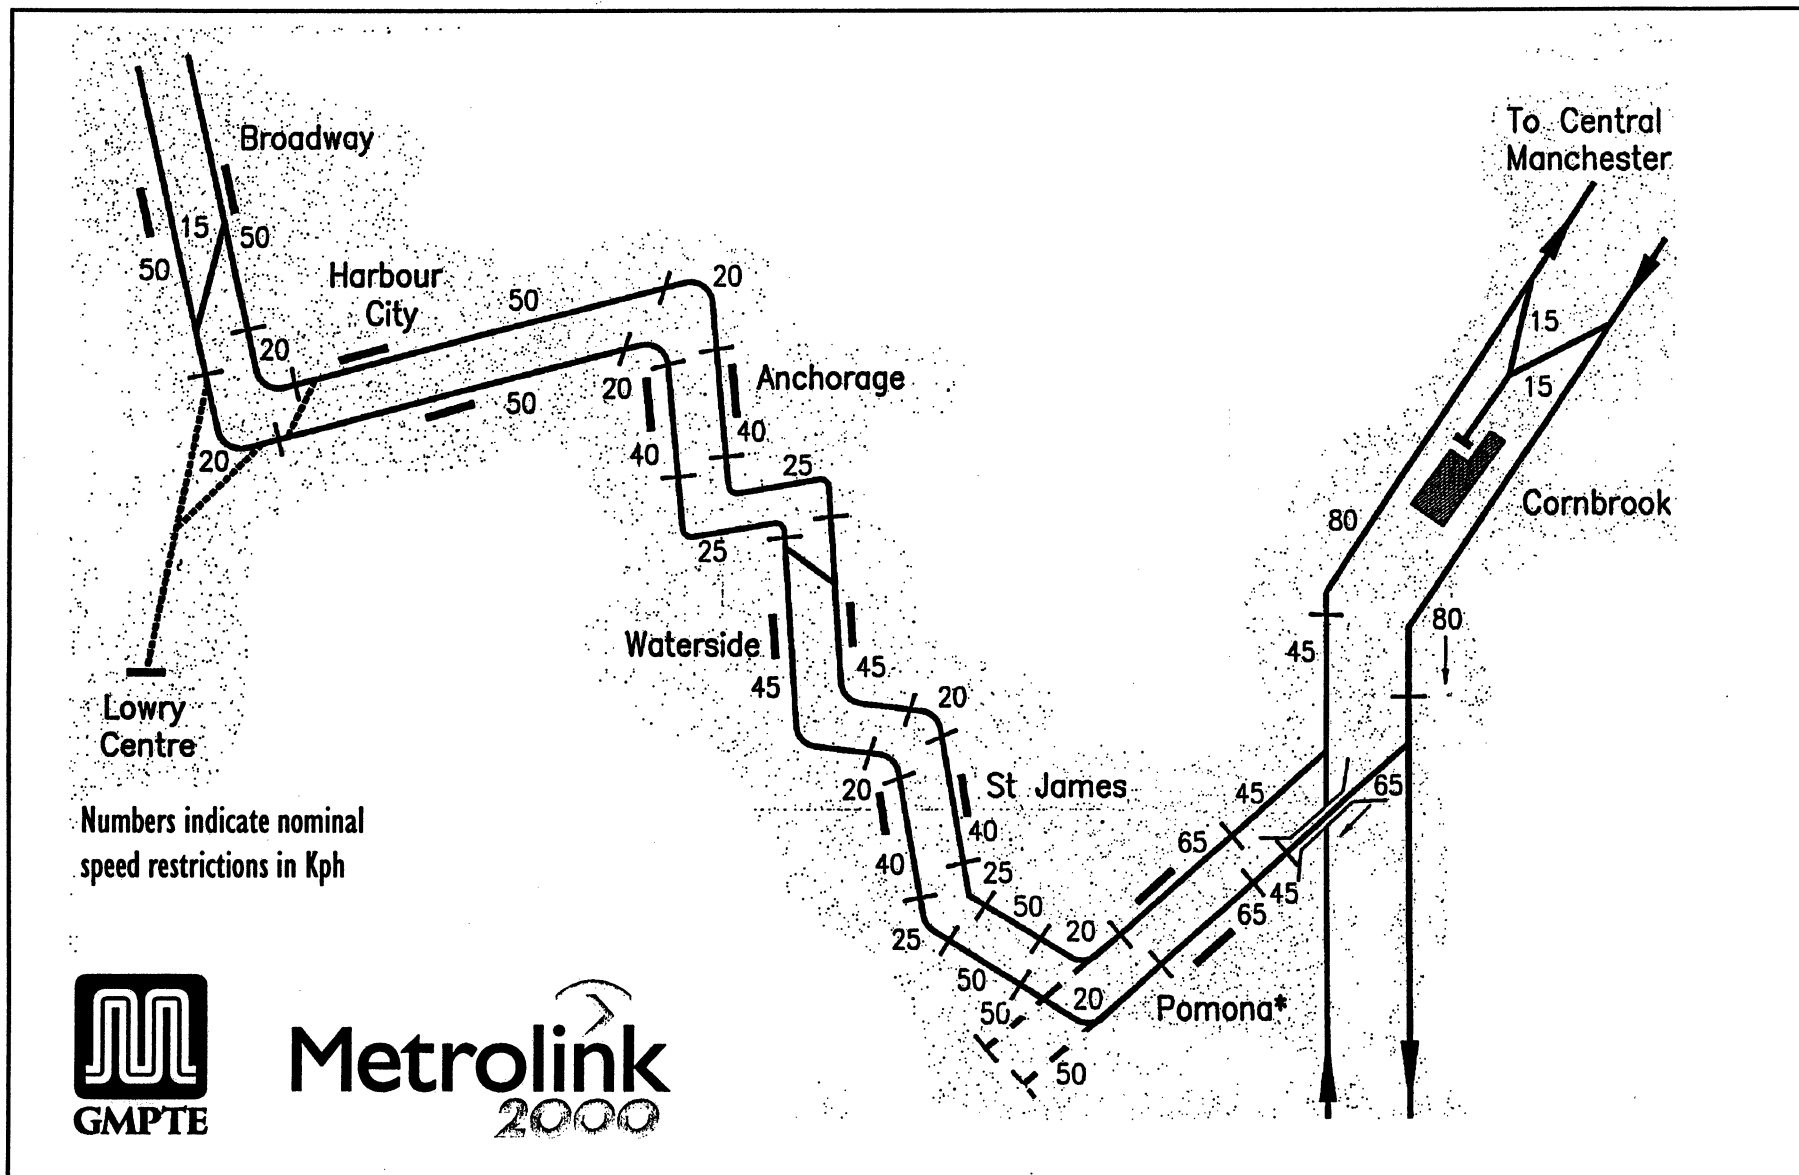 To Central
Manchester
Broadway
15
50
50
Harbour
City
50
20
15
20
50
20
Anchorage
15
40
40
20
25
Cornbrook
80
25
Waterside
45
45
80
45
20
Lowry
Centre
20
St James
45
65
40
65
Numbers indicate nominal
speed restrictions in Kph
40
25
45
65
50
20
25
50
20
50
Pomona*
50
GMPTE
Metrolink
2000